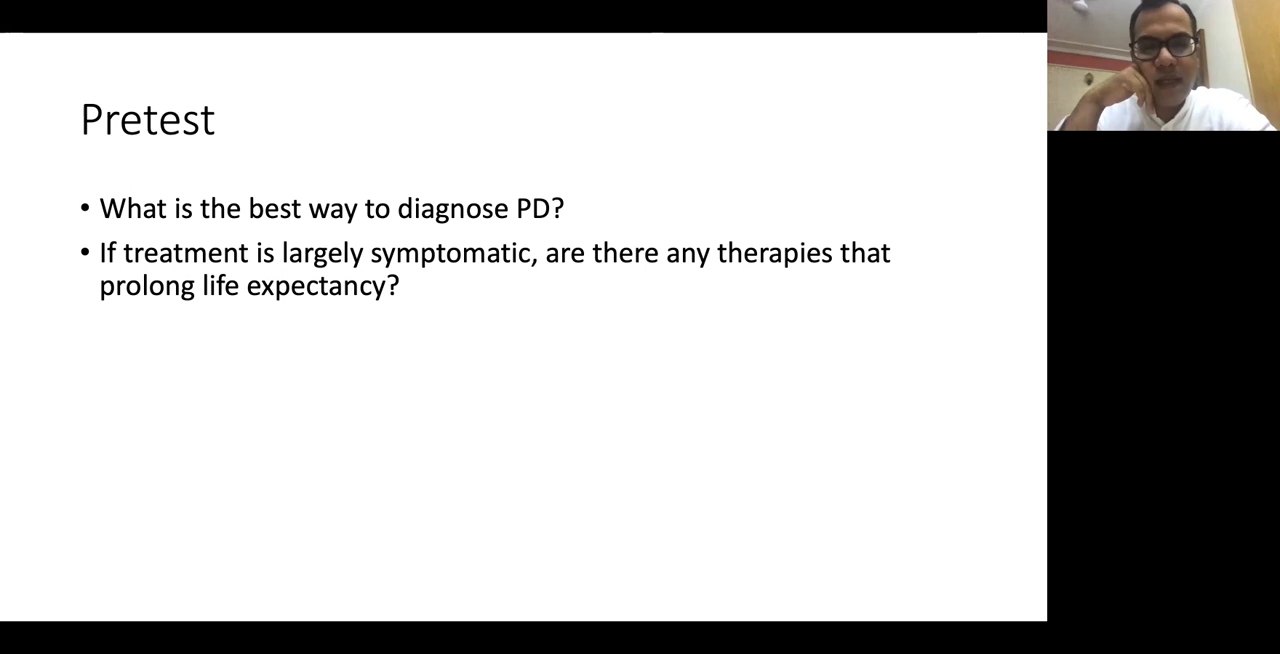 Pretest
• What is the best way to diagnose PD?
• If treatment is largely symptomatic, are there any therapies that
prolong life expectancy?